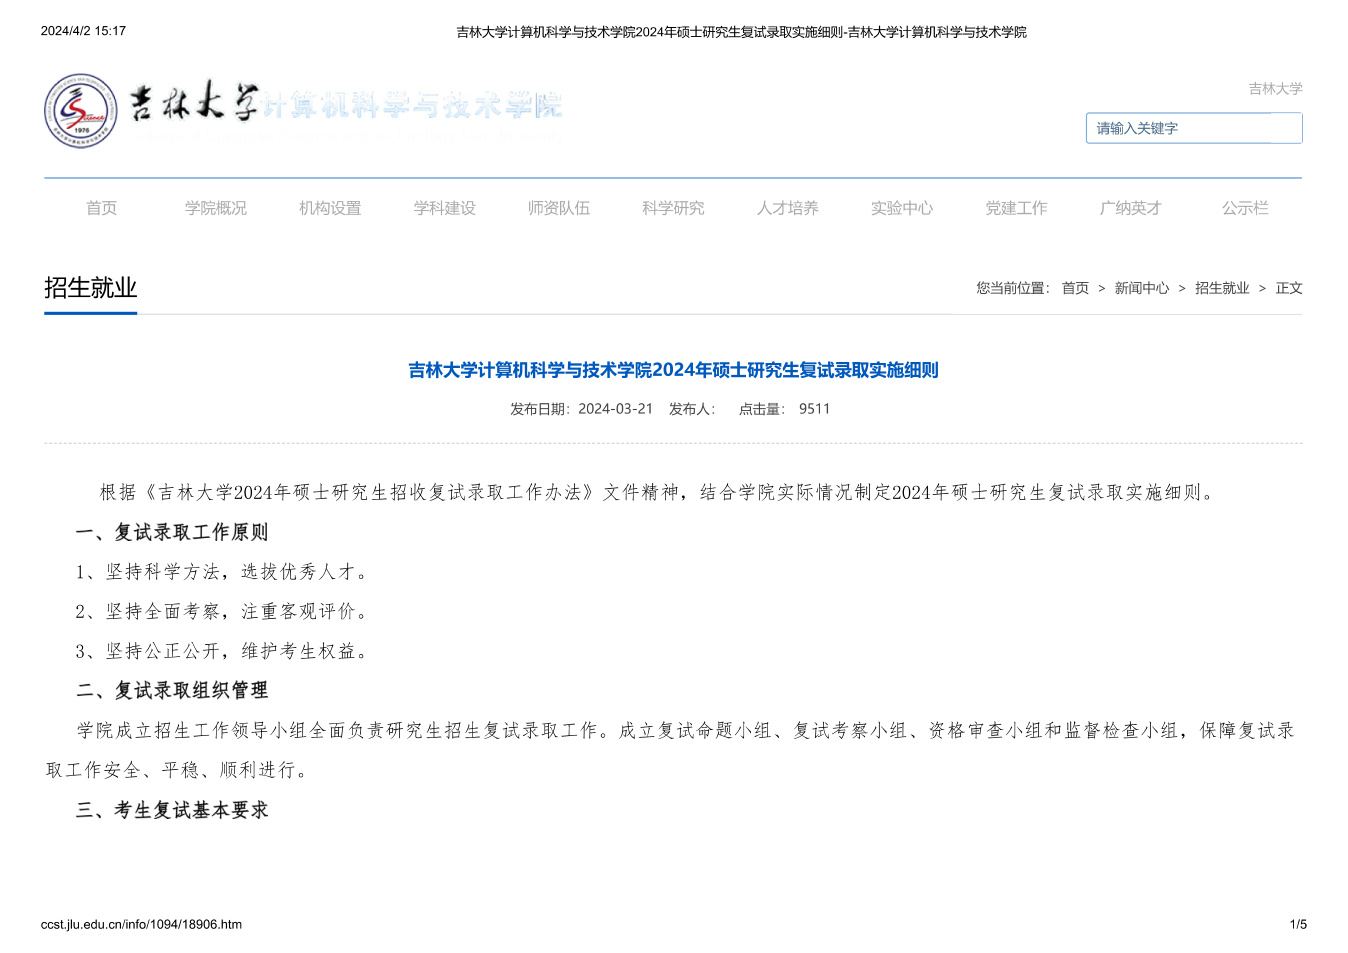 2024/4/2 15:17
吉林大学计算机科学与技术学院2024年硕士研究生复试录取实施细则-吉林大学计算机科学与技术学院
吉林大学计算机科学与技术学院
1976
吉林大学
请输入关键字
首页 学院概况 机构设置 学科建设 师资队伍 科学研究 人才培养 实验中心 党建工作 广纳英才 公示栏
招生就业
您当前位置： 首页 > 新闻中心 > 招生就业 > 正文
吉林大学计算机科学与技术学院2024年硕士研究生复试录取实施细则
发布日期：2024-03-21 发布人： 点击量： 9511
根据《吉林大学2024年硕士研究生招收复试录取工作办法》文件精神，结合学院实际情况制定2024年硕士研究生复试录取实施细则。
一、复试录取工作原则
1、坚持科学方法，选拔优秀人才。
2、坚持全面考察，注重客观评价。
3、坚持公正公开，维护考生权益。
二、复试录取组织管理
学院成立招生工作领导小组全面负责研究生招生复试录取工作。成立复试命题小组、复试考察小组、资格审查小组和监督检查小组，保障复试录
取工作安全、平稳、顺利进行。
三、考生复试基本要求
ccst.jlu.edu.cn/info/1094/18906.htm
1/5